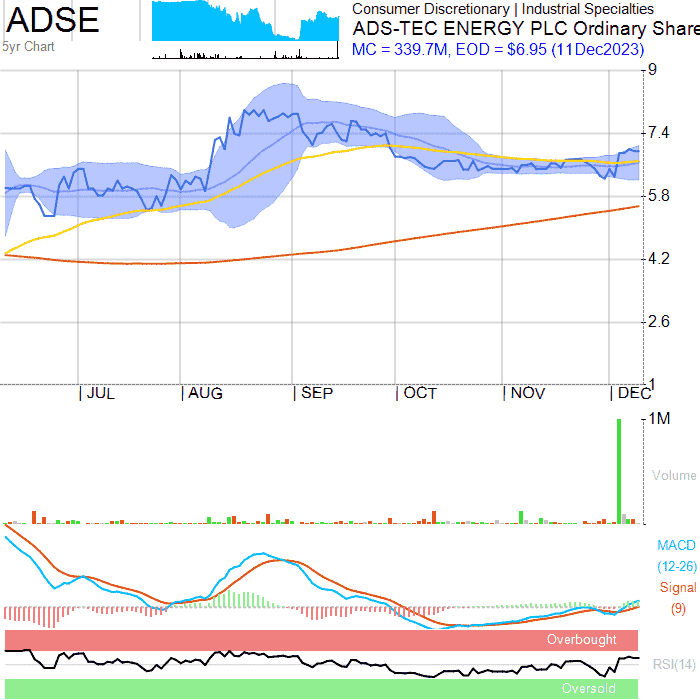 ADSE
5yr Chart
Consumer Discretionary | Industrial Specialties
ADS-TEC ENERGY PLC Ordinary Share
MC = 339.7M, EOD = $6.95 (11Dec2023)
9
7.4
5.8
4.2
2.6
1
| JUL | AUG | SEP | OCT | NOV | DEC
1M
Volume
MACD
(12-26)
Signal
(9)
Overbought
RSI(14)
Oversold